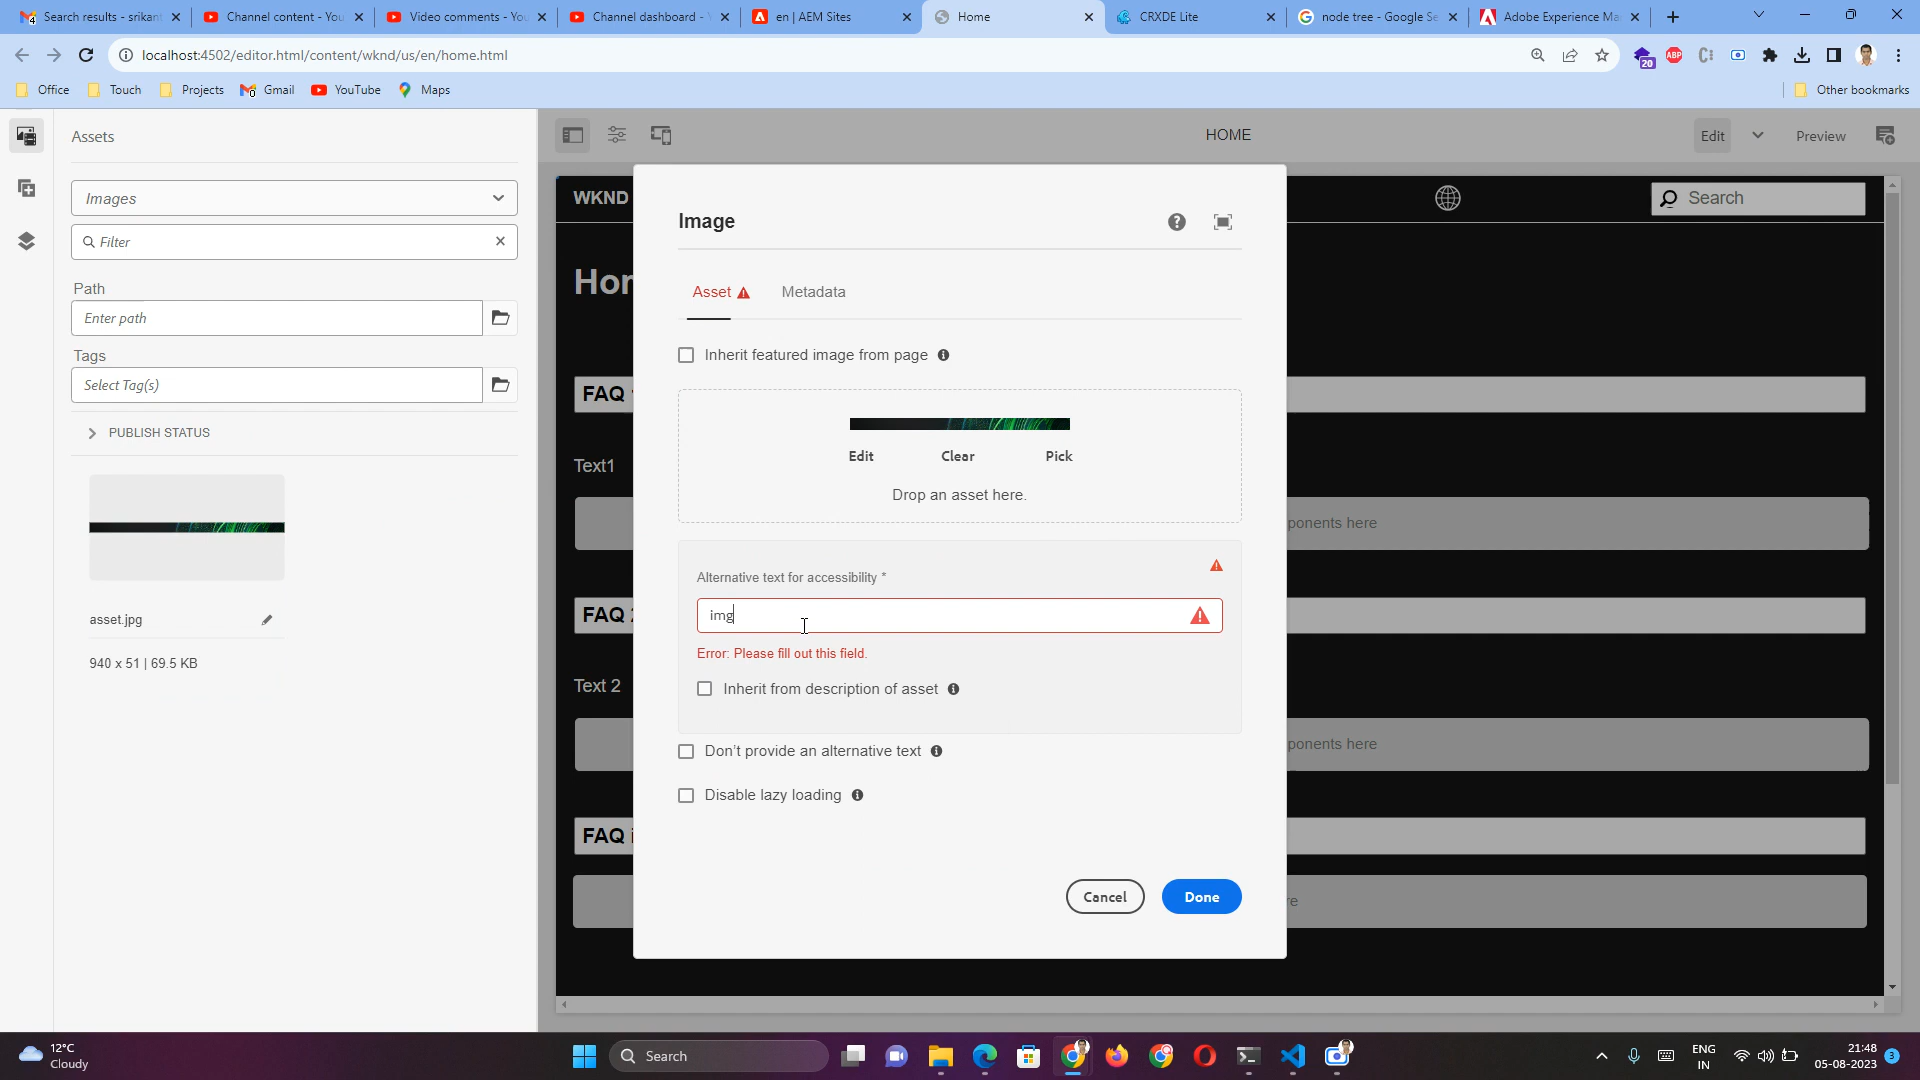 Search results - srikan
Channel content - You
Video comments - You
Channel dashboard -
en | AEM Sites
Home
CRXDE Lite
node tree - Google Se
Adobe Experience Ma
localhost:4502/editor.html/content/wknd/us/en/home.html
20
ABP
Office
Touch
Projects
Gmail
YouTube
Maps
Other bookmarks
Assets
HOME
Edit
Preview
Images
Filter
Path
Enter path
Tags
Select Tag(s)
PUBLISH STATUS
asset.jpg
940 x 51 | 69.5 KB
WKND
Search
Hor
FAQ
Text1
ponents here
FAQ
Text 2
ponents here
FAQ i
re
Image
Asset
Metadata
Inherit featured image from page
Edit
Clear
Pick
Drop an asset here.
Alternative text for accessibility *
img
Error: Please fill out this field.
Inherit from description of asset
Don't provide an alternative text
Disable lazy loading
Cancel
Done
12°C
Cloudy
Search
ENG
IN
21:48
05-08-2023
3